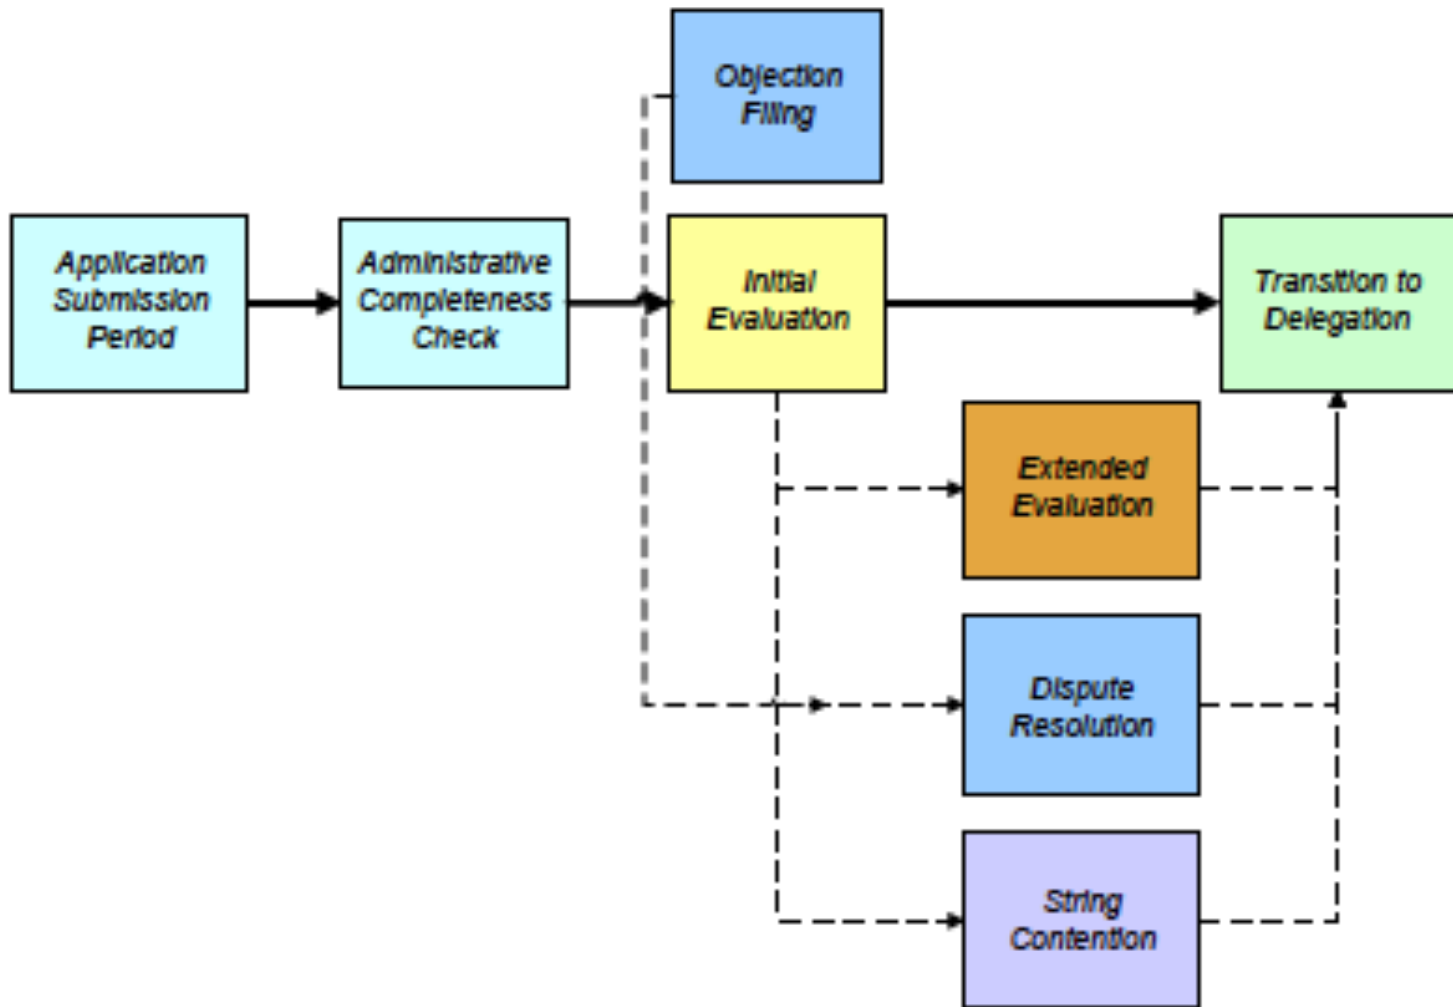 Objection
Filing
Application
Submission
Period
Administrative
Completeness
Check
Initial
Evaluation
Transition to
Delegation
Extended
Evaluation
Dispute
Resolution
String
Contention